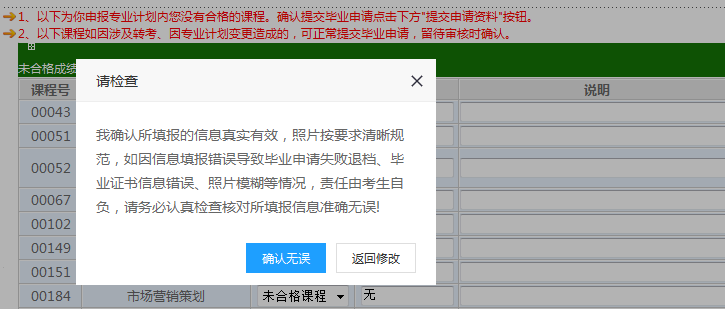 1、以下为你申报专业计划内您没有合格的课程。确认提交毕业申请点击下方"提交申请资料"按钮。
2、以下课程如因涉及转考、因专业计划变更造成的，可正常提交毕业申请，留待审核时确认。
未合格成绩
课程号 说明
请检查
00043
00051
00052
00067
00102
00149
00151
我确认所填报的信息真实有效，照片按要求清晰规
范，如因信息填报错误导致毕业申请失败退档、毕
业证书信息错误、照片模糊等情况，责任由考生自
负，请务必认真检查核对所填报信息准确无误!
确认无误 返回修改
00184 市场营销策划 未合格课程 无